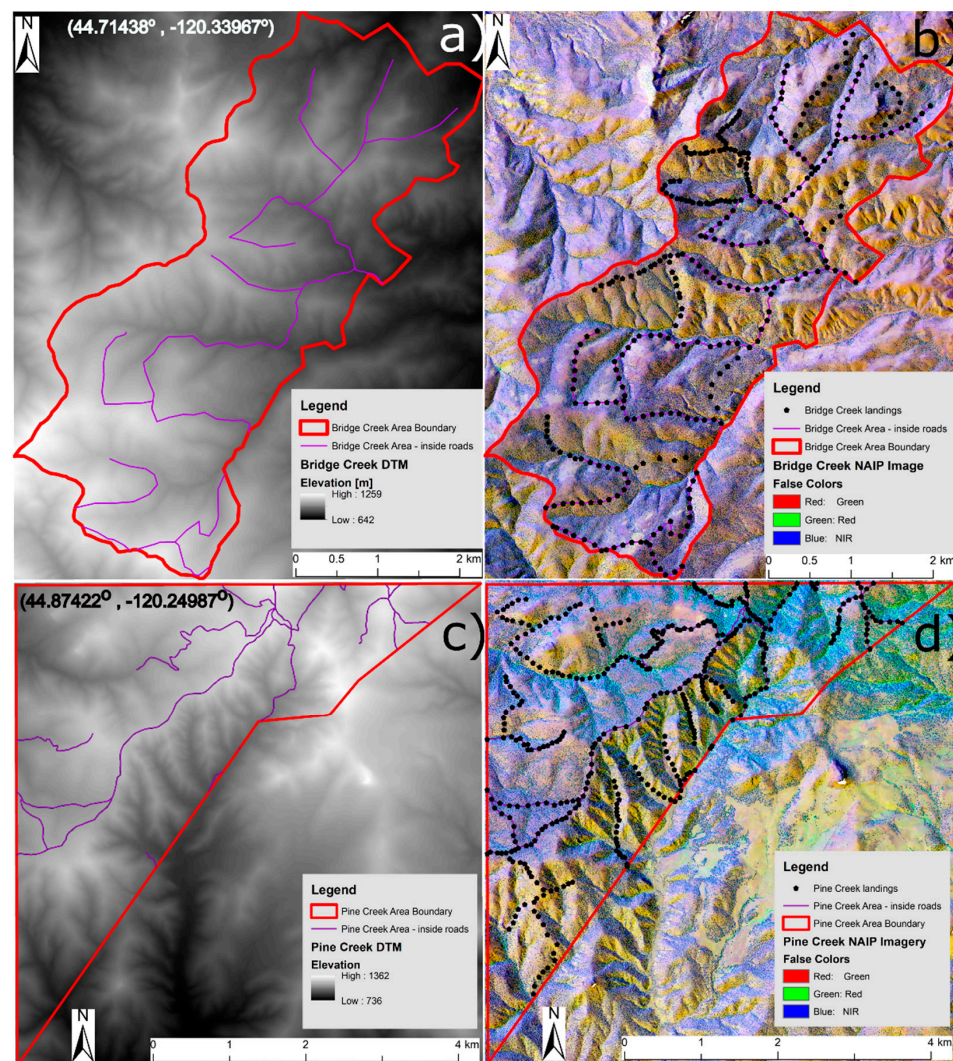 N
(44.71438º , -120.33967º)
a)
Legend
Bridge Creek Area Boundary
Bridge Creek Area - inside roads
Bridge Creek DTM
Elevation [m]
High : 1259
Low : 642
0 0.5 1 2 km
N
b)
Legend
Bridge Creek landings
Bridge Creek Area - inside roads
Bridge Creek Area Boundary
Bridge Creek NAIP Image
False Colors
Red: Green
Green: Red
Blue: NIR
0 0.5 1 2 km
(44.87422º , -120.24987º)
c)
Legend
Pine Creek Area Boundary
Pine Creek Area - inside roads
Pine Creek DTM
Elevation
High : 1362
Low : 736
N
0 1 2 4 km
d)
Legend
Pine Creek landings
Pine Creek Area - inside roads
Pine Creek Area Boundary
Pine Creek NAIP Imagery
False Colors
Red: Green
Green: Red
Blue: NIR
N
0 1 2 4 km